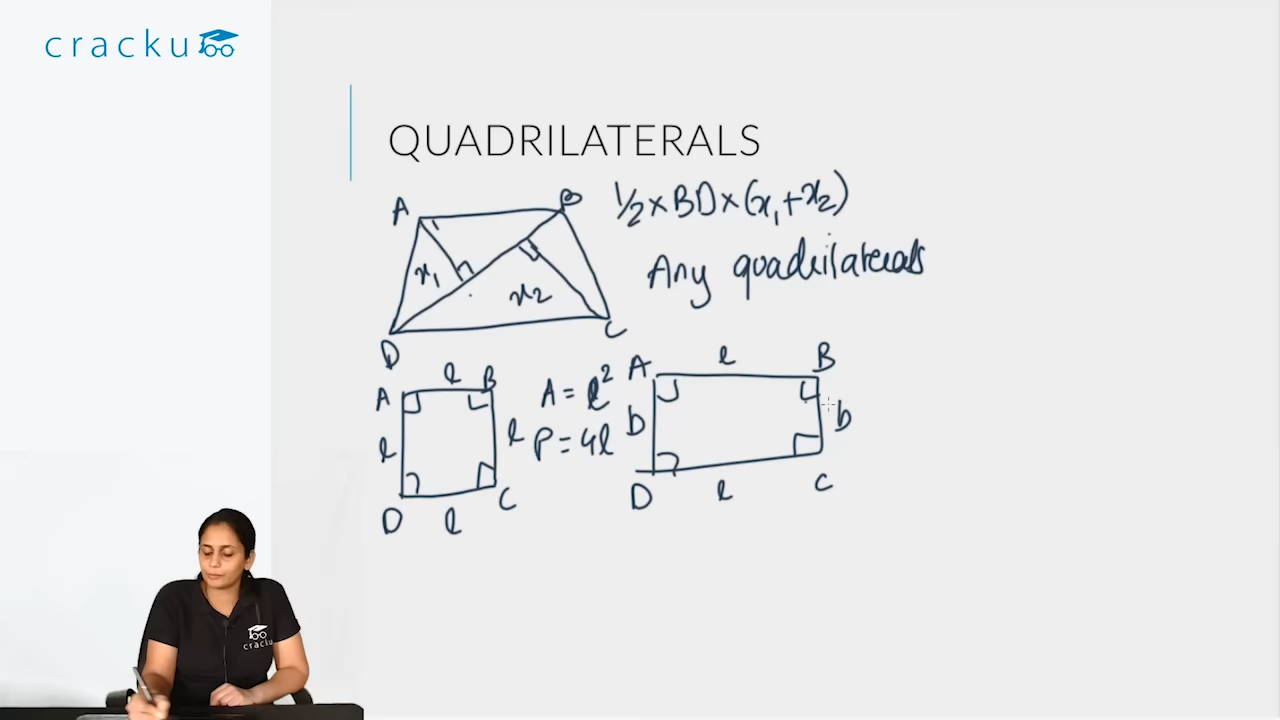 cracku
QUADRILATERALS
A B
½ × BD × (x₁ + x₂)
Any quadrilaterals
x₁ x₂
D C
A l B
l l
D l C
A = l²
P = 4l
A l B
b b
D l C
cracku